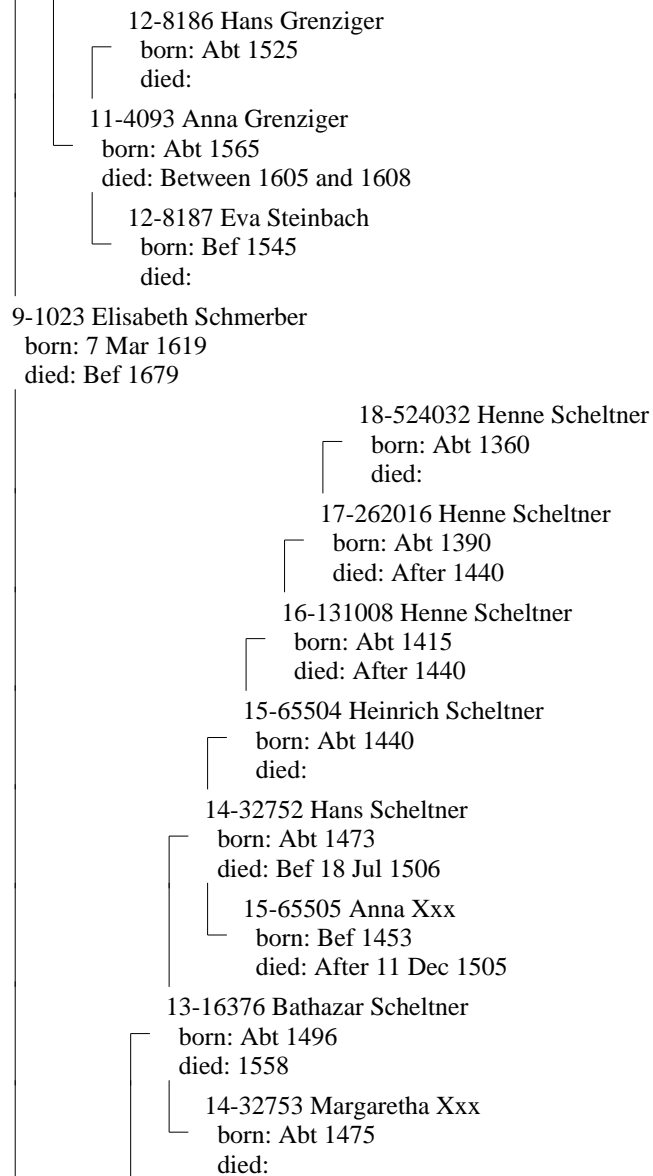 12-8186 Hans Grenziger
born: Abt 1525
died:
11-4093 Anna Grenziger
born: Abt 1565
died: Between 1605 and 1608
12-8187 Eva Steinbach
born: Bef 1545
died:
9-1023 Elisabeth Schmerber
born: 7 Mar 1619
died: Bef 1679
18-524032 Henne Scheltner
born: Abt 1360
died:
17-262016 Henne Scheltner
born: Abt 1390
died: After 1440
16-131008 Henne Scheltner
born: Abt 1415
died: After 1440
15-65504 Heinrich Scheltner
born: Abt 1440
died:
14-32752 Hans Scheltner
born: Abt 1473
died: Bef 18 Jul 1506
15-65505 Anna Xxx
born: Bef 1453
died: After 11 Dec 1505
13-16376 Bathazar Scheltner
born: Abt 1496
died: 1558
14-32753 Margaretha Xxx
born: Abt 1475
died: